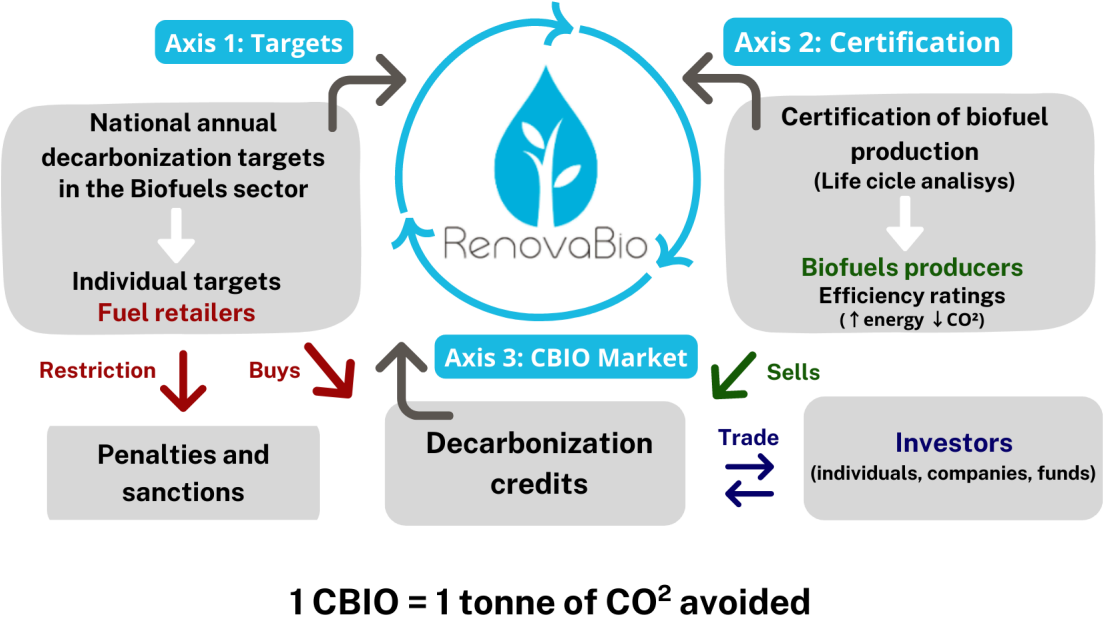 Axis 1: Targets
Axis 2: Certification
National annual
decarbonization targets
in the Biofuels sector
Individual targets
Fuel retailers
RenovaBio
Certification of biofuel
production
(Life cicle analisys)
Biofuels producers
Efficiency ratings
(↑energy ↓CO²)
Axis 3: CBIO Market
Restriction
Buys
Sells
Penalties and
sanctions
Decarbonization
credits
Trade
Investors
(individuals, companies, funds)
1 CBIO = 1 tonne of CO² avoided